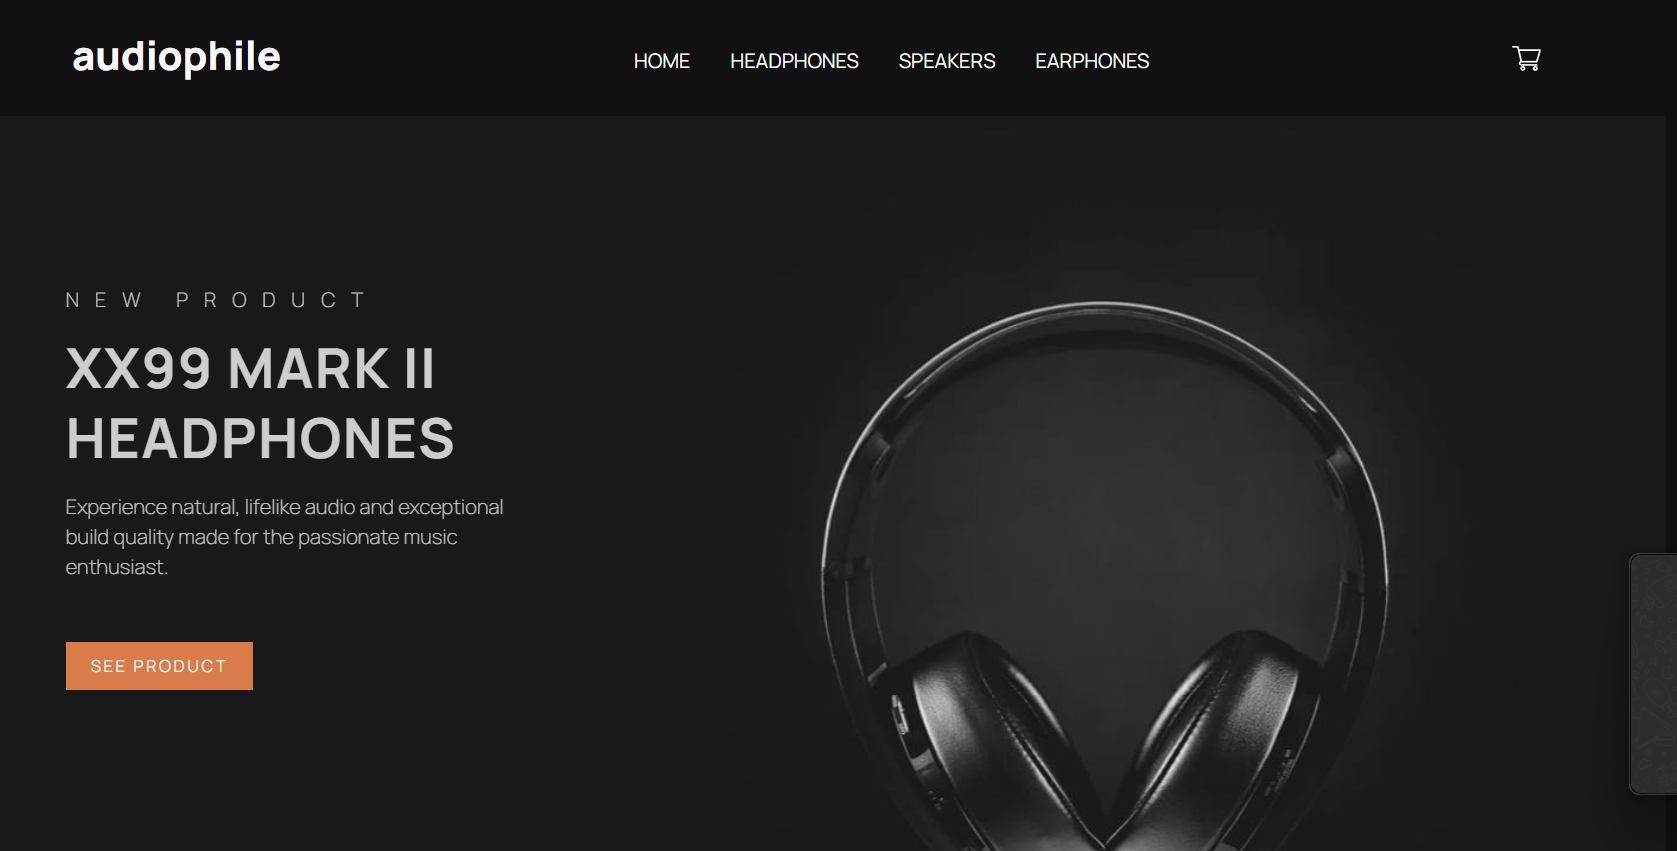 audiophile
HOME HEADPHONES SPEAKERS EARPHONES
NEW PRODUCT
XX99 MARK II
HEADPHONES
Experience natural, lifelike audio and exceptional
build quality made for the passionate music
enthusiast.
SEE PRODUCT